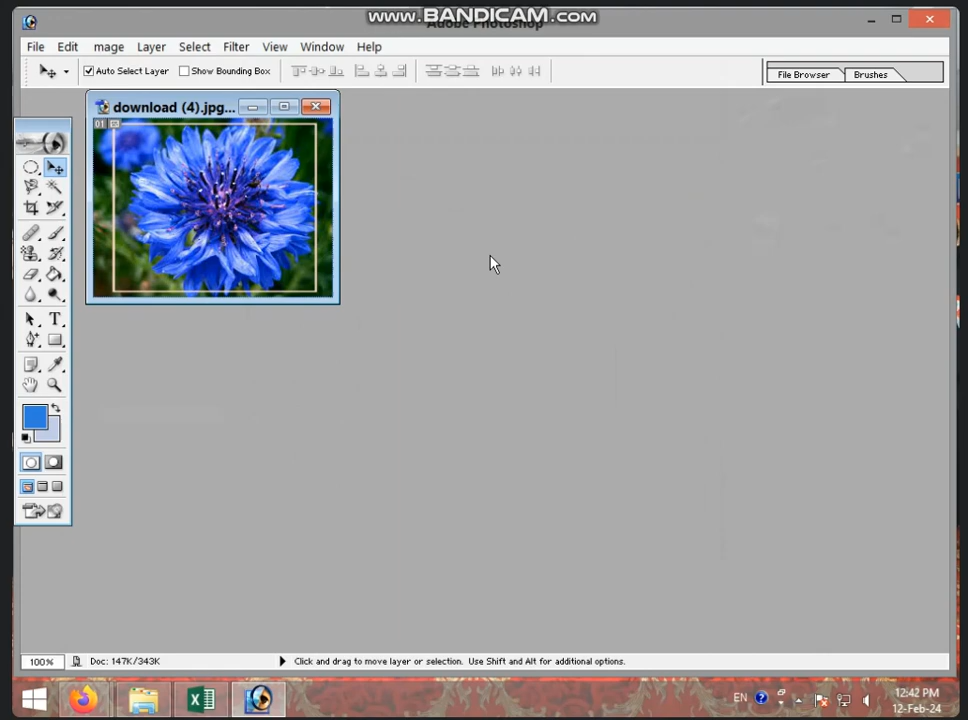 www.BANDICAM.com
Adobe Photoshop
File Edit mage Layer Select Filter View Window Help
Auto Select Layer Show Bounding Box File Browser Brushes
download (4).jpg...
01
T
100% Doc: 147K/343K Click and drag to move layer or selection. Use Shift and Alt for additional options.
EN 12:42 PM
12-Feb-24